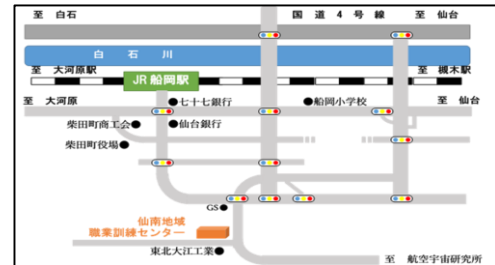 至 白石
国 道 4 号 線
至 仙台
白 石 川
至 大河原駅
JR 船岡駅
至 槻木駅
至 大河原
七十七銀行
船岡小学校
至 仙台
柴田町商工会
仙台銀行
柴田町役場
GS
仙南地域
職業訓練センター
東北大江工業
至 航空宇宙研究所